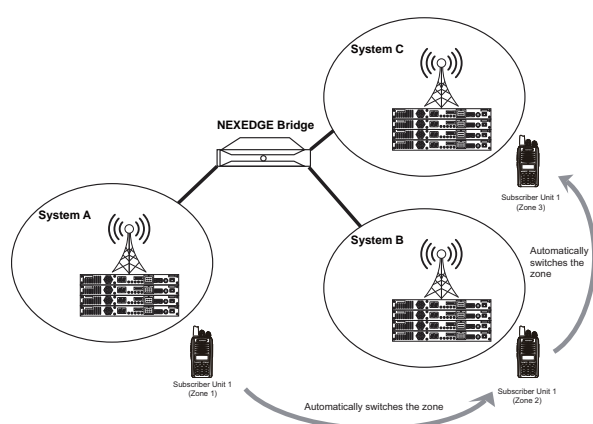 System C
NEXEDGE Bridge
System A
System B
Subscriber Unit 1
(Zone 3)
Automatically
switches the
zone
Subscriber Unit 1
(Zone 1)
Automatically switches the zone
Subscriber Unit 1
(Zone 2)